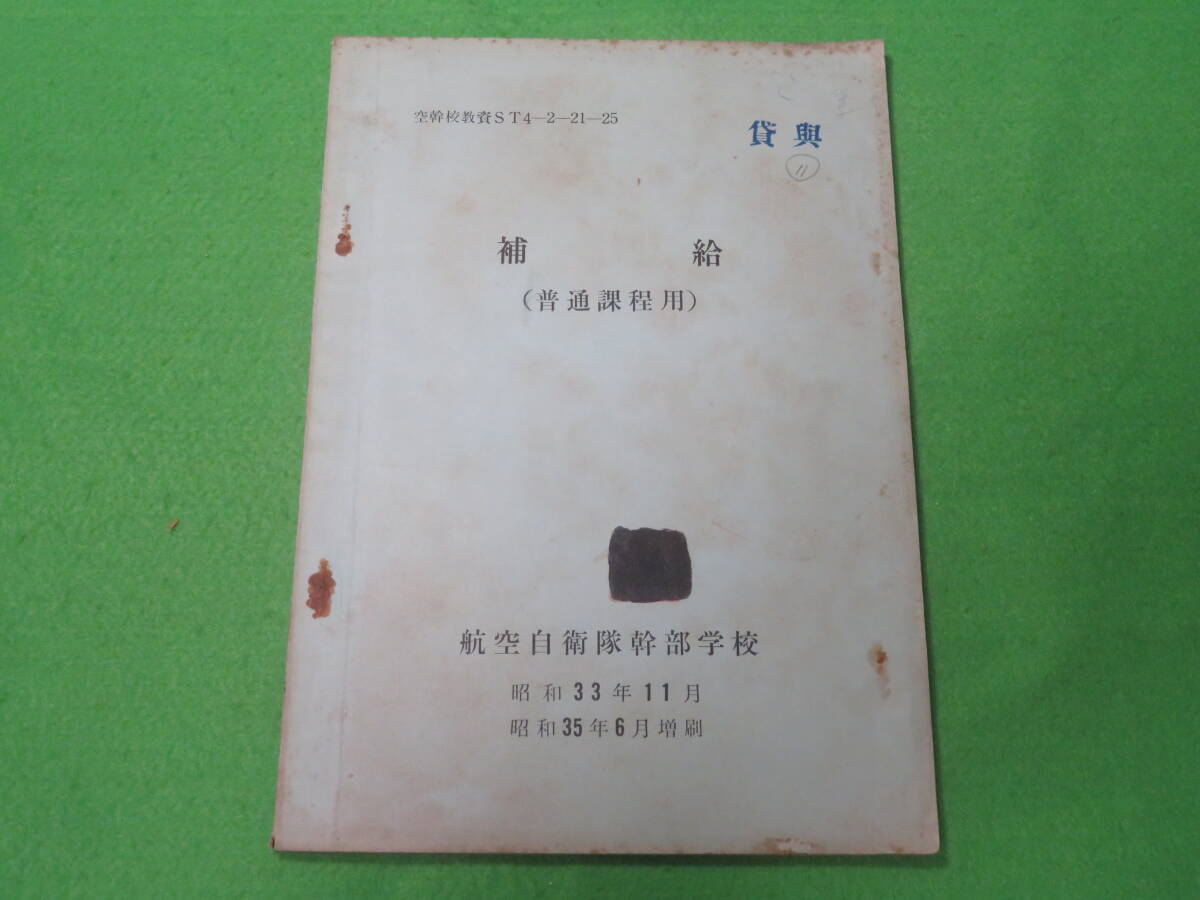 空幹校教資ST4—2—21—25
貸與
11
補給
(普通課程用)
航空自衛隊幹部学校
昭和33年11月
昭和35年6月増刷